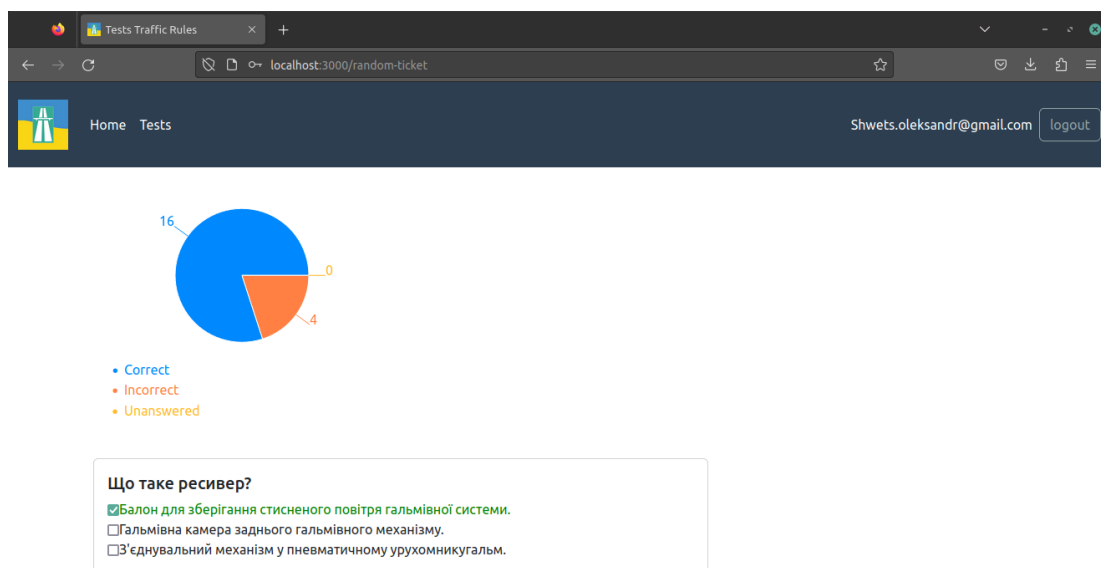 Tests Traffic Rules
localhost:3000/random-ticket
Home Tests Shwets.oleksandr@gmail.com logout
16
0
4
Correct
Incorrect
Unanswered
Що таке ресивер?
Балон для зберігання стисненого повітря гальмівної системи.
Гальмівна камера заднього гальмівного механізму.
З'єднувальний механізм у пневматичному урухомникугальм.